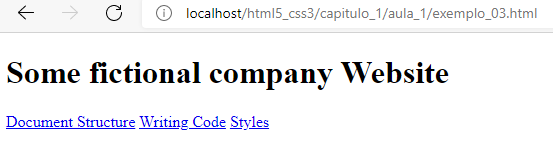 localhost/html5_css3/capitulo_1/aula_1/exemplo_03.html
Some fictional company Website
Document Structure Writing Code Styles